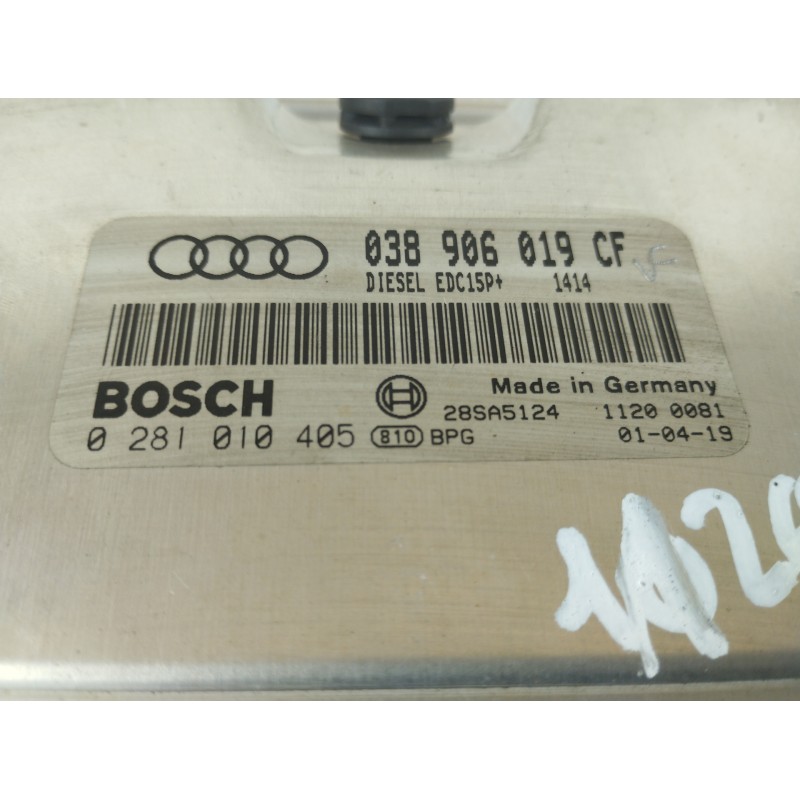 038 906 019 CF
DIESEL EDC15P+ 1414
BOSCH
Made in Germany
28SA5124 1120 0081
0 281 010 405 810 BPG 01-04-19